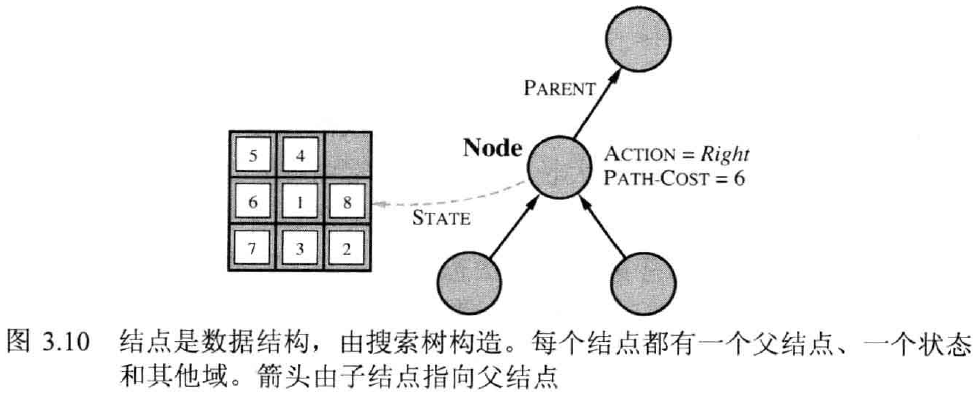 PARENT
Node
ACTION = Right
PATH-COST = 6
5 4
6 1 8
STATE
7 3 2
图 3.10 结点是数据结构，由搜索树构造。每个结点都有一个父结点、一个状态
和其他域。箭头由子结点指向父结点